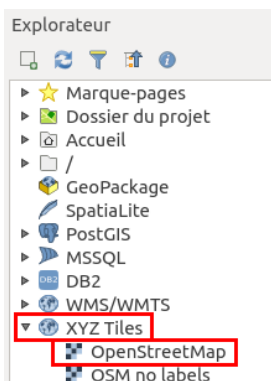 Explorateur
Marque-pages
Dossier du projet
Accueil
/
GeoPackage
SpatiaLite
PostGIS
MSSQL
DB2 DB2
WMS/WMTS
XYZ Tiles
OpenStreetMap
OSM no labels